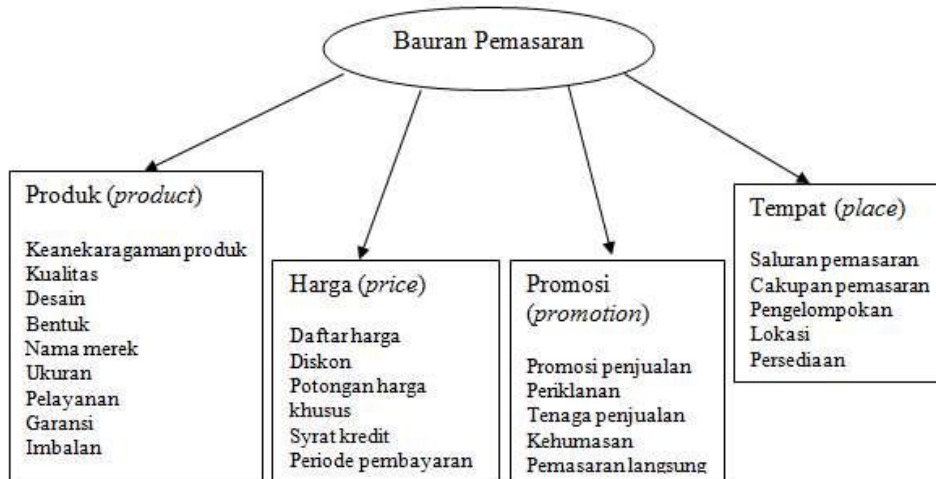 Bauran Pemasaran
Produk (product)
Keanekaragaman produk
Kualitas
Desain
Bentuk
Nama merek
Ukuran
Pelayanan
Garansi
Imbalan
Harga (price)
Daftar harga
Diskon
Potongan harga
khusus
Syrat kredit
Periode pembayaran
Promosi
(promotion)
Promosi penjualan
Periklanan
Tenaga penjualan
Kehumasan
Pemasaran langsung
Tempat (place)
Saluran pemasaran
Cakupan pemasaran
Pengelompokan
Lokasi
Persediaan